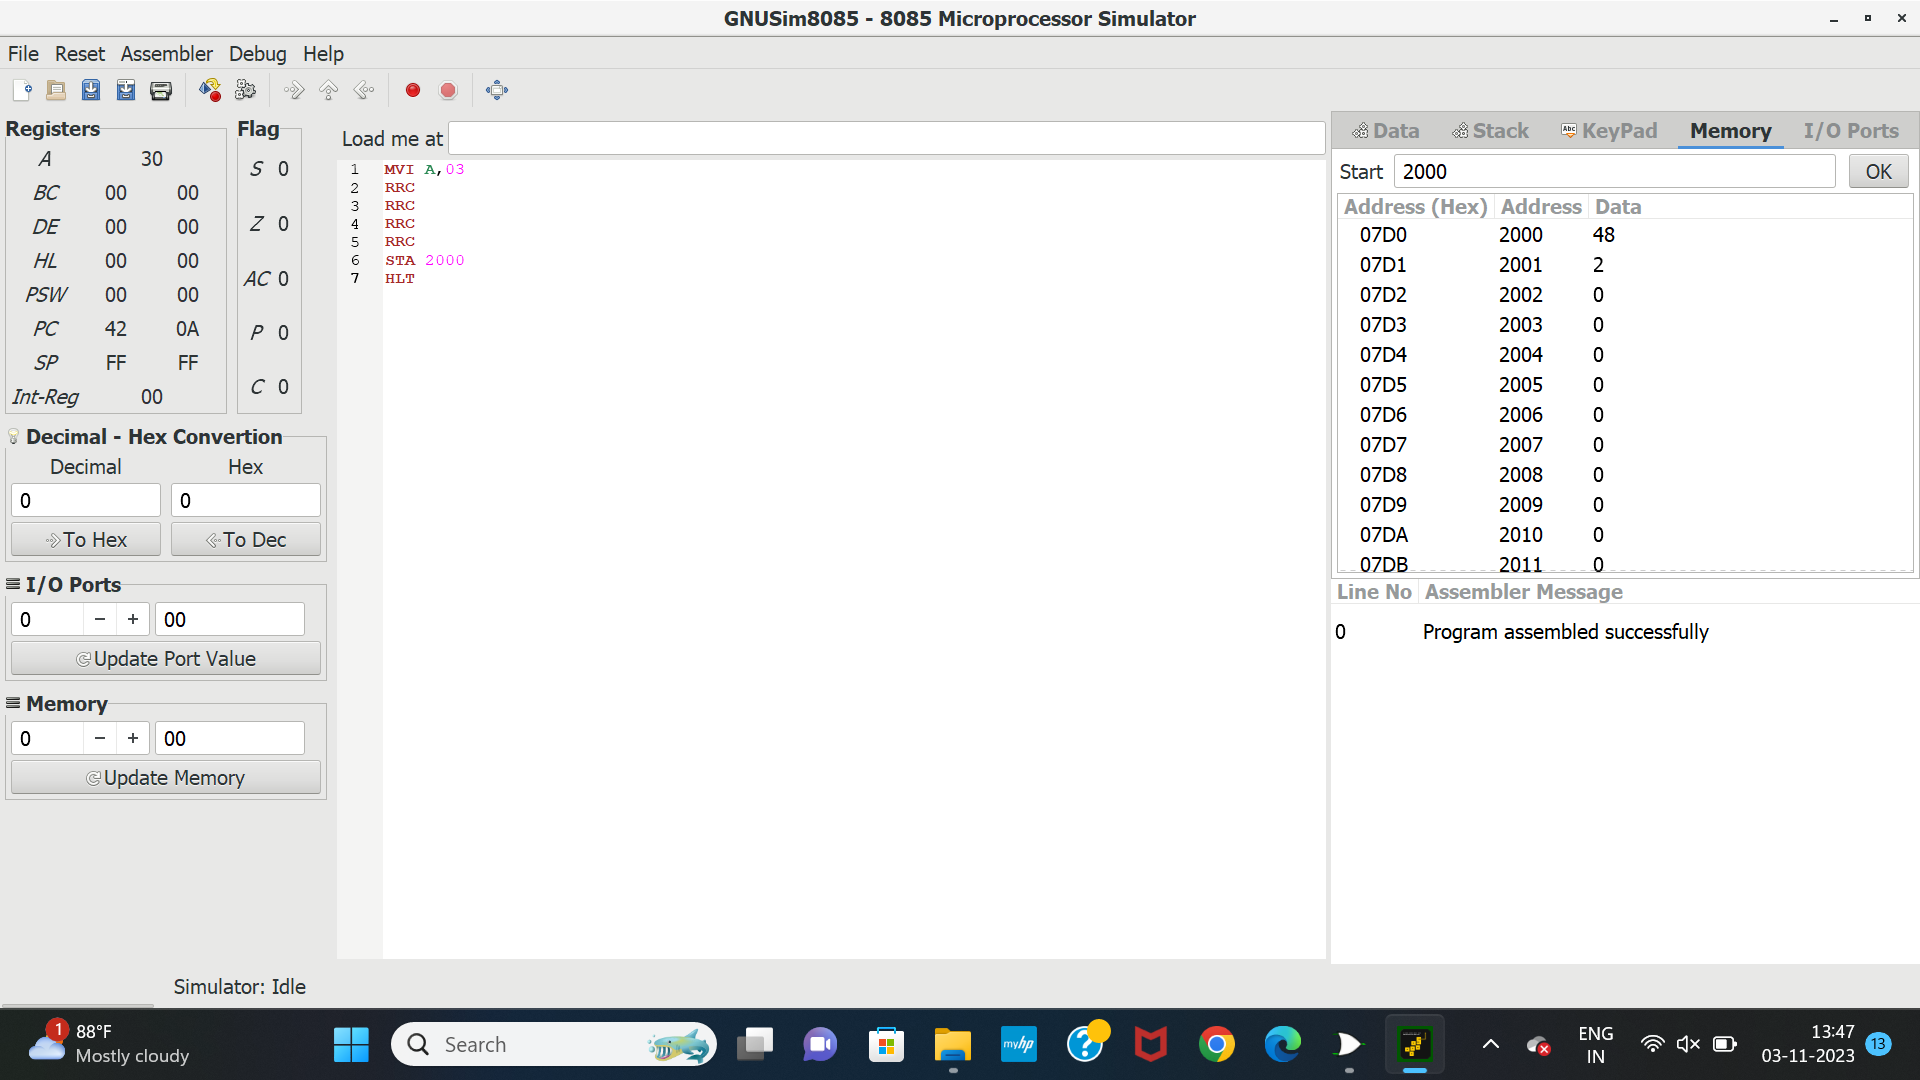 GNUSim8085 - 8085 Microprocessor Simulator
File Reset Assembler Debug Help
Registers
A 30
BC 00 00
DE 00 00
HL 00 00
PSW 00 00
PC 42 0A
SP FF FF
Int-Reg 00
Flag
S 0
Z 0
AC 0
P 0
C 0
Decimal - Hex Convertion
Decimal Hex
0 0
To Hex To Dec
I/O Ports
0 − + 00
Update Port Value
Memory
0 − + 00
Update Memory
Load me at
1 MVI A,03
2 RRC
3 RRC
4 RRC
5 RRC
6 STA 2000
7 HLT
Data Stack Abc KeyPad Memory I/O Ports
Start 2000 OK
Address (Hex) Address Data
07D0 2000 48
07D1 2001 2
07D2 2002 0
07D3 2003 0
07D4 2004 0
07D5 2005 0
07D6 2006 0
07D7 2007 0
07D8 2008 0
07D9 2009 0
07DA 2010 0
07DB 2011 0
Line No Assembler Message
0 Program assembled successfully
Simulator: Idle
1 88°F
Mostly cloudy
Search
myhp
?
ENG
IN
13:47
03-11-2023
13